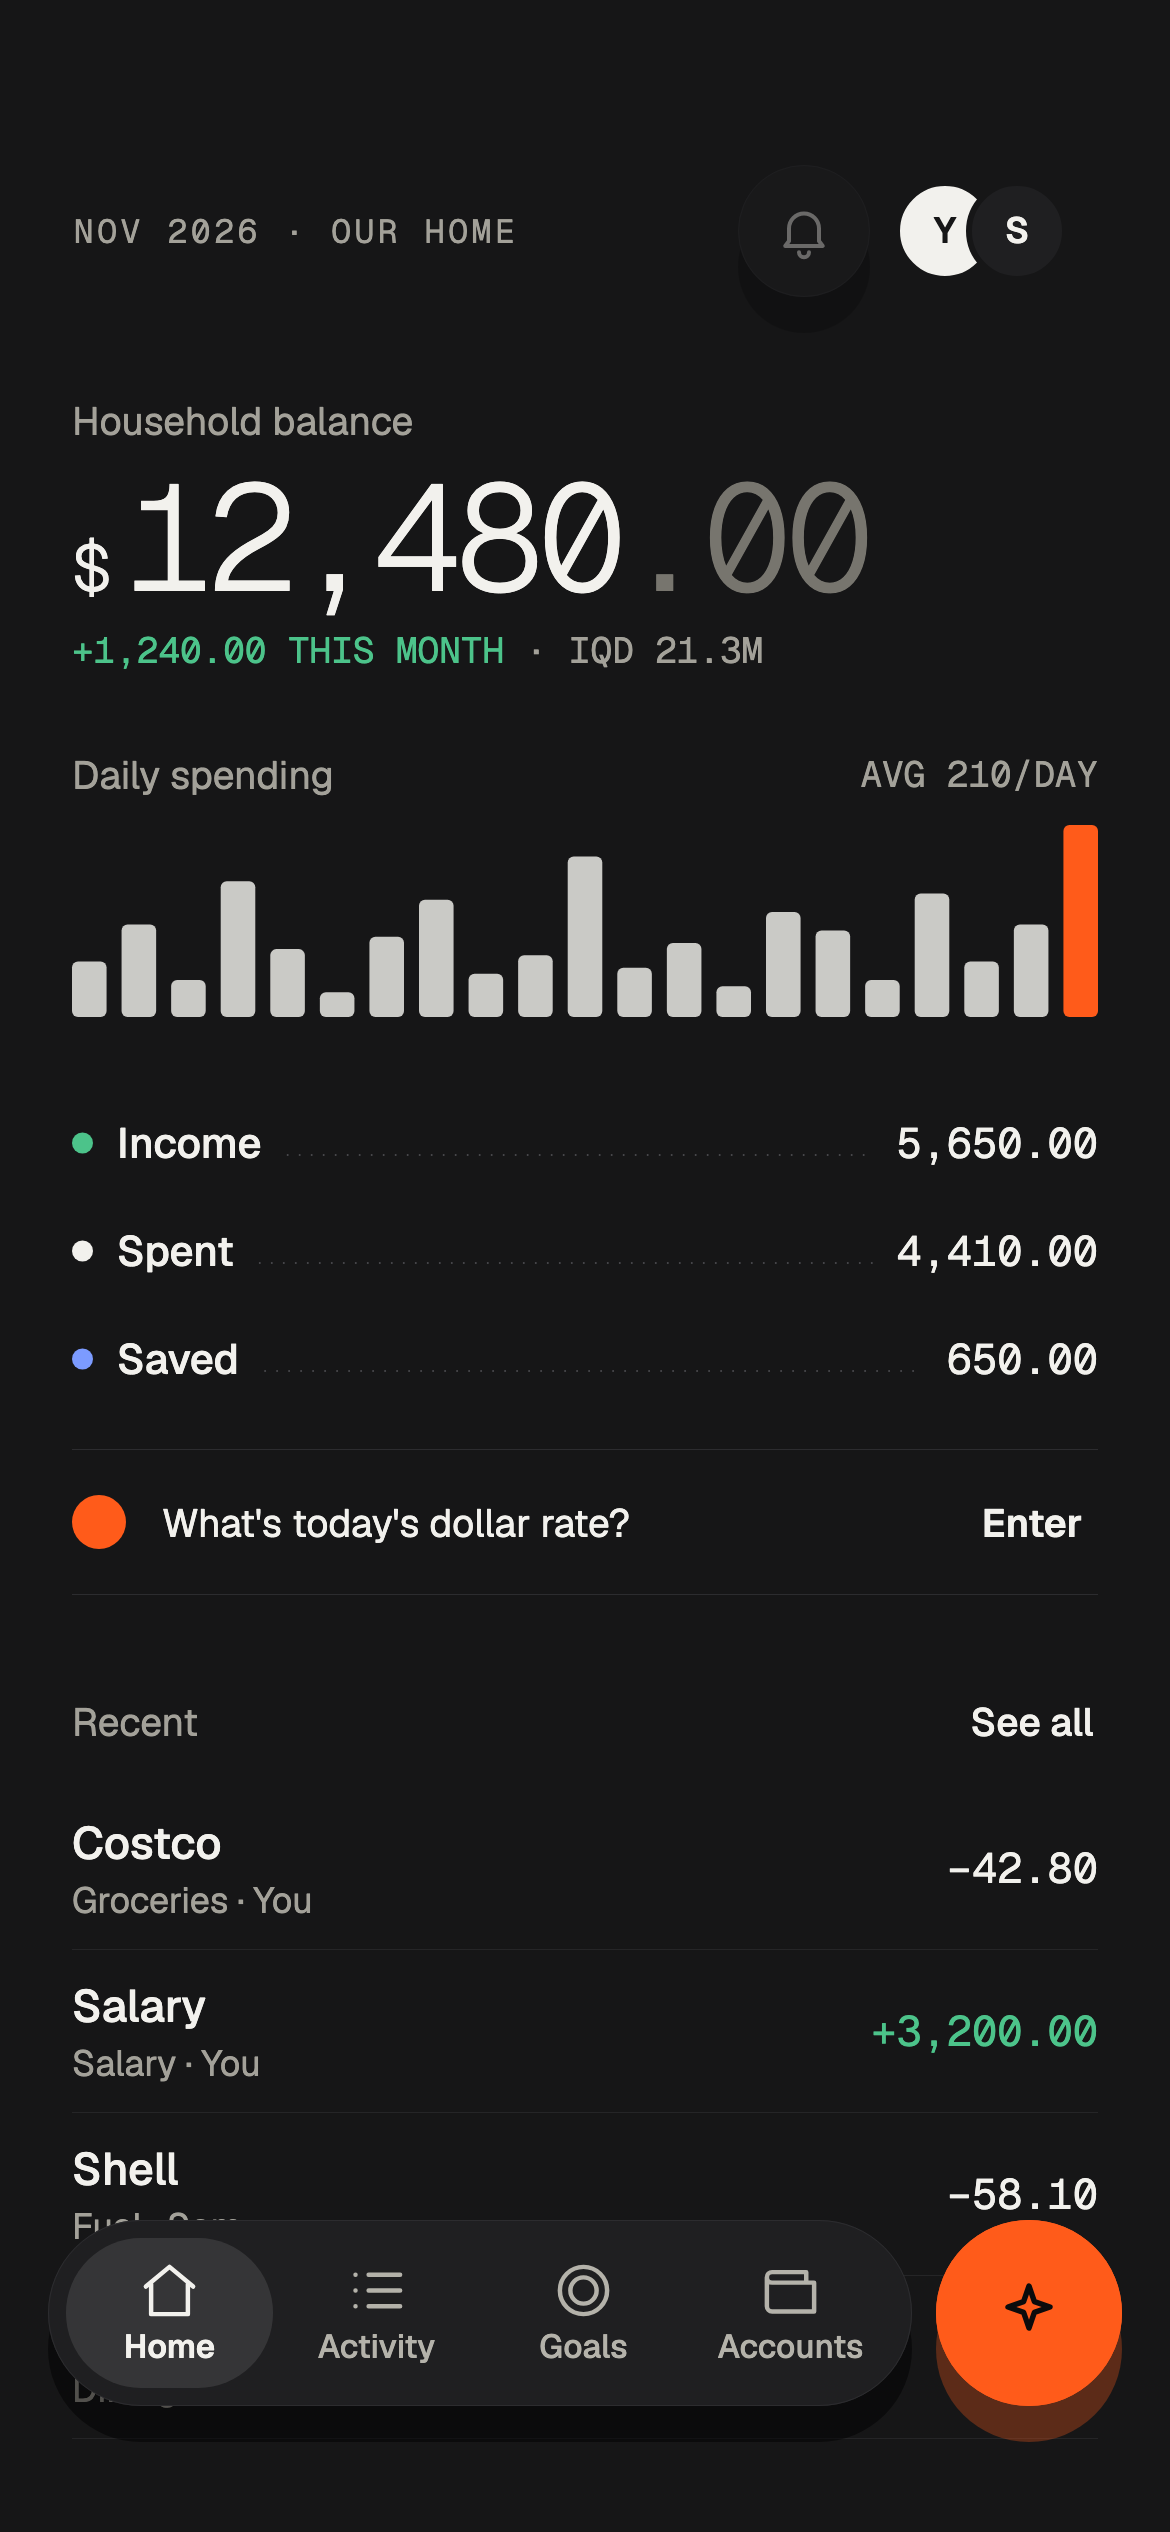 NOV 2026 · OUR HOME
Y
S
Household balance
$12,480.00
+1,240.00 THIS MONTH · IQD 21.3M
Daily spending
AVG 210/DAY
Income
5,650.00
Spent
4,410.00
Saved
650.00
What's today's dollar rate?
Enter
Recent
See all
Costco
Groceries · You
−42.80
Salary
Salary · You
+3,200.00
Shell
−58.10
Home
Activity
Goals
Accounts